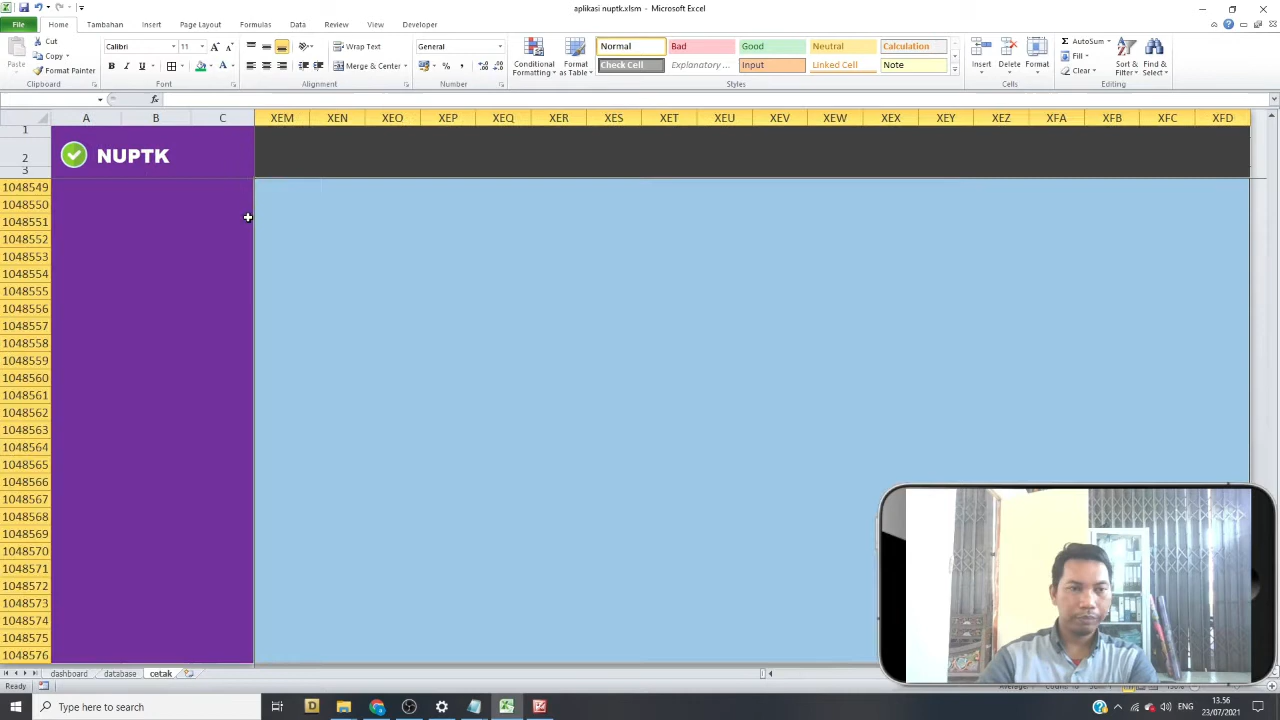 aplikasi nuptk.xlsm - Microsoft Excel
File Home Tambahan Insert Page Layout Formulas Data Review View Developer
Cut
Copy
Format Painter
Paste
Clipboard
Calibri 11
B I U
Font
Wrap Text
Merge & Center
Alignment
General
Number
Conditional Formatting
Format as Table
Normal Bad Good Neutral Calculation
Check Cell Explanatory ... Input Linked Cell Note
Styles
Insert Delete Format
Cells
AutoSum
Fill
Clear
Sort & Filter
Find & Select
Editing
A B C XEM XEN XEO XEP XEQ XER XES XET XEU XEV XEW XEX XEY XEZ XFA XFB XFC XFD
1
2
3
NUPTK
1048549
1048550
1048551
1048552
1048553
1048554
1048555
1048556
1048557
1048558
1048559
1048560
1048561
1048562
1048563
1048564
1048565
1048566
1048567
1048568
1048569
1048570
1048571
1048572
1048573
1048574
1048575
1048576
dashboard database cetak
Ready
Type here to search
ENG
13.56
23/07/2021